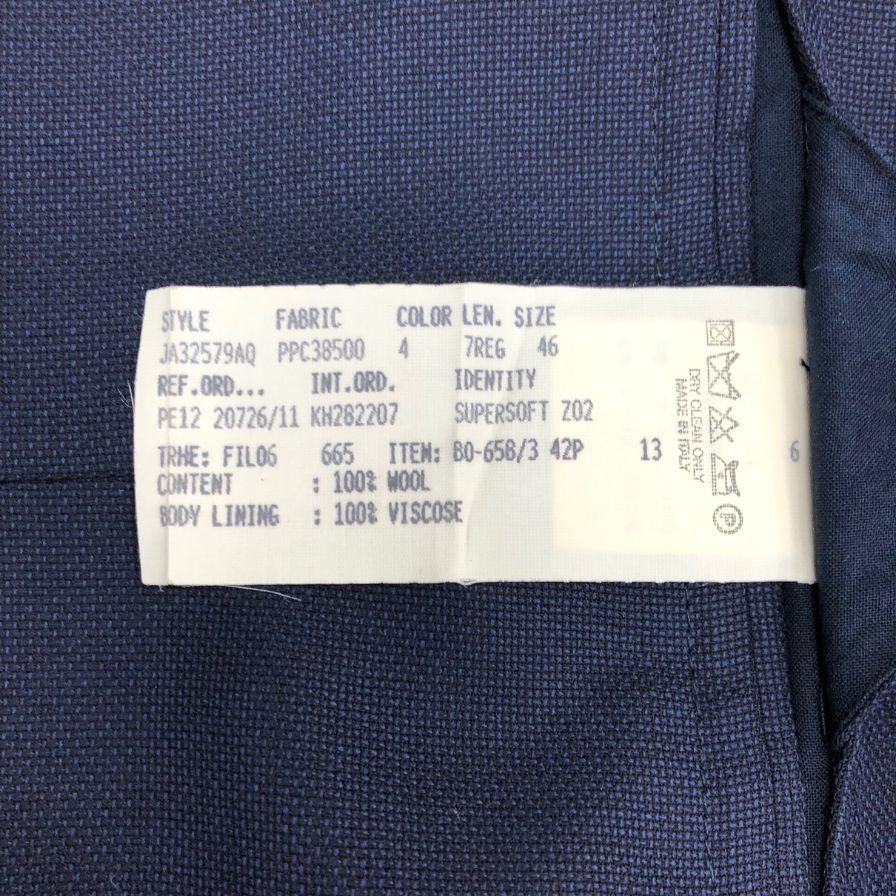 STYLE FABRIC COLOR LEN. SIZE
JA32579AQ PPC38500 4 7REG 46
REF.ORD... INT.ORD. IDENTITY
PE12 20726/11 KH282207 SUPERSOFT Z02
TRHE: FIL06 665 ITEM: BO-658/3 42P 13 6
CONTENT : 100% WOOL
BODY LINING : 100% VISCOSE
DRY CLEAN ONLY
MADE IN ITALY
P